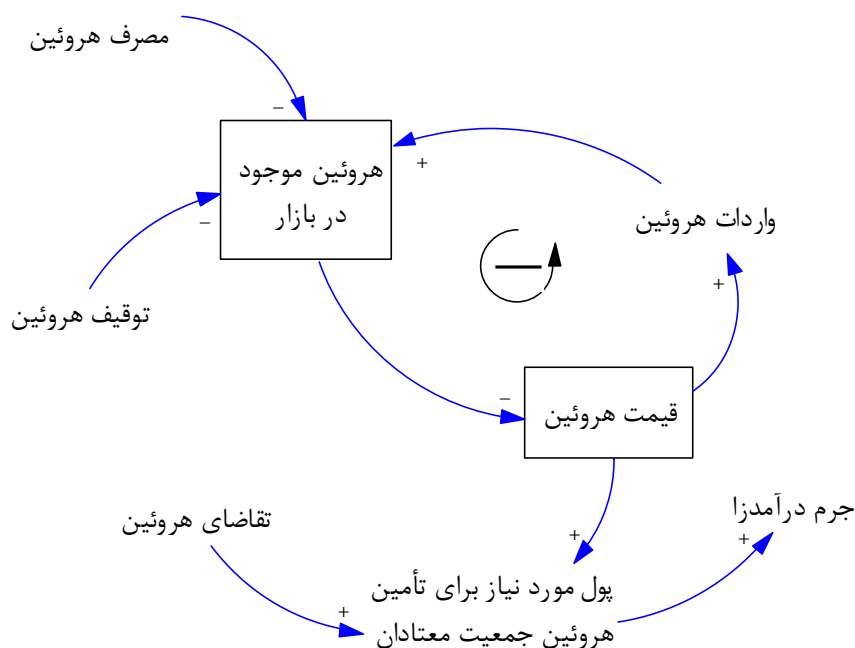 مصرف هروئین
–
هروئین موجود
در بازار
+
–
واردات هروئین
+
توقیف هروئین
–
قیمت هروئین
جرم درآمدزا
تقاضای هروئین
+
+
پول مورد نیاز برای تأمین
هروئین جمعیت معتادان
+